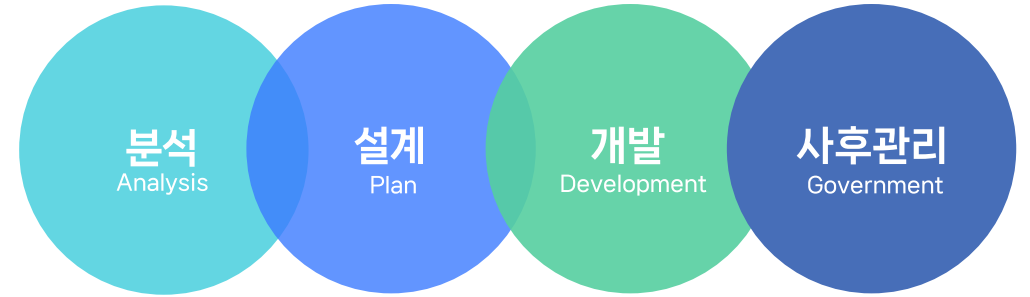 분석
Analysis
설계
Plan
개발
Development
사후관리
Government